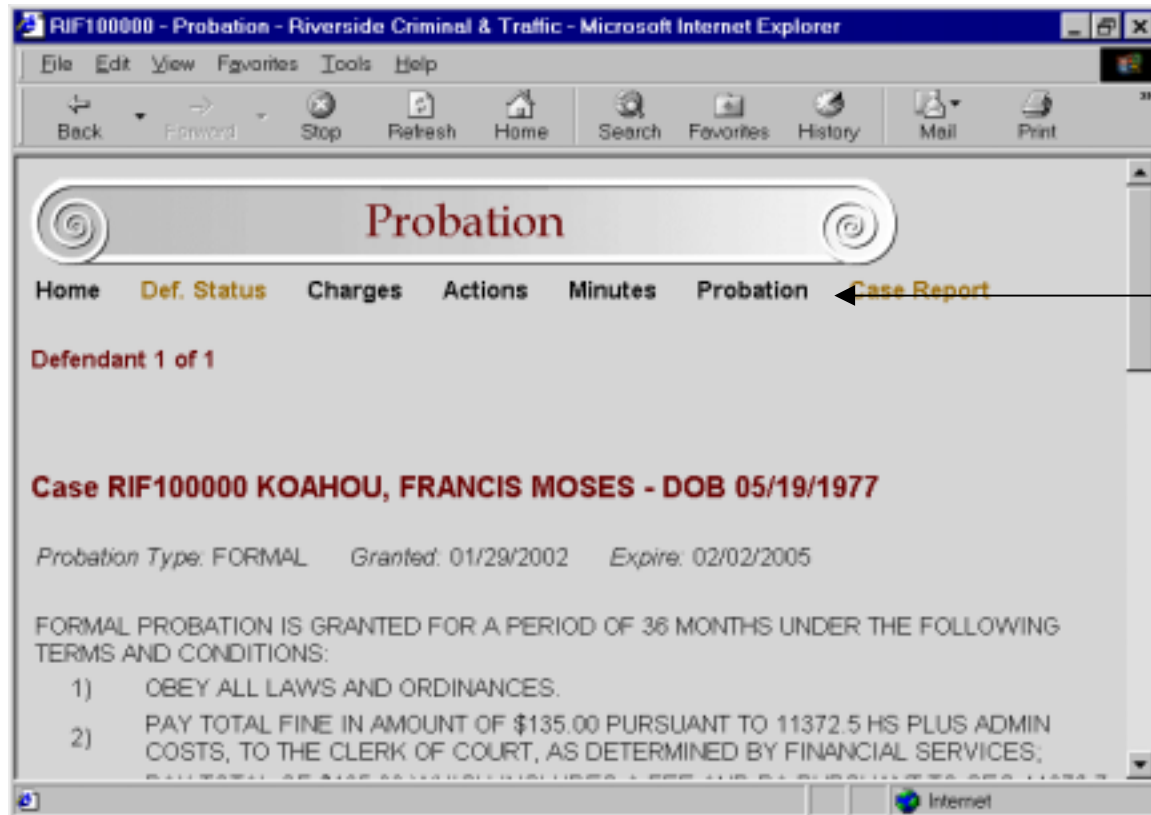 RIF100000 - Probation - Riverside Criminal & Traffic - Microsoft Internet Explorer
File Edit View Favorites Tools Help
Back Forward Stop Refresh Home Search Favorites History Mail Print
Probation
Home Def. Status Charges Actions Minutes Probation Case Report
Defendant 1 of 1
Case RIF100000 KOAHOU, FRANCIS MOSES - DOB 05/19/1977
Probation Type: FORMAL Granted: 01/29/2002 Expire: 02/02/2005
FORMAL PROBATION IS GRANTED FOR A PERIOD OF 36 MONTHS UNDER THE FOLLOWING
TERMS AND CONDITIONS:
1) OBEY ALL LAWS AND ORDINANCES.
2) PAY TOTAL FINE IN AMOUNT OF $135.00 PURSUANT TO 11372.5 HS PLUS ADMIN
COSTS, TO THE CLERK OF COURT, AS DETERMINED BY FINANCIAL SERVICES;
Internet